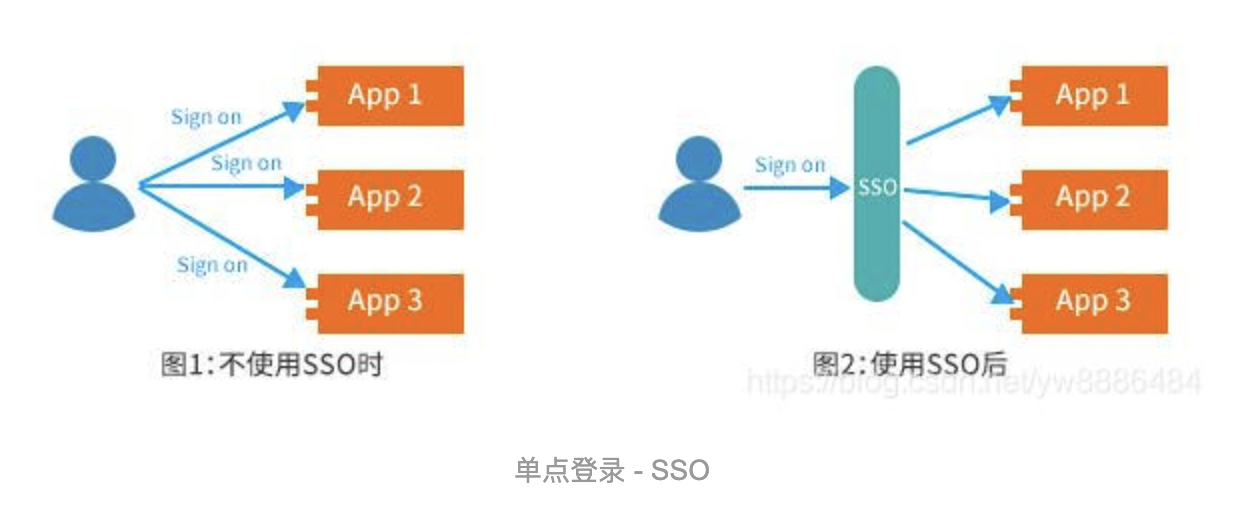 Sign on
Sign on
Sign on
App 1
App 2
App 3
图1:不使用SSO时
Sign on
SSO
App 1
App 2
App 3
图2:使用SSO后
https://blog.csdn.net/yw8886484
单点登录 - SSO